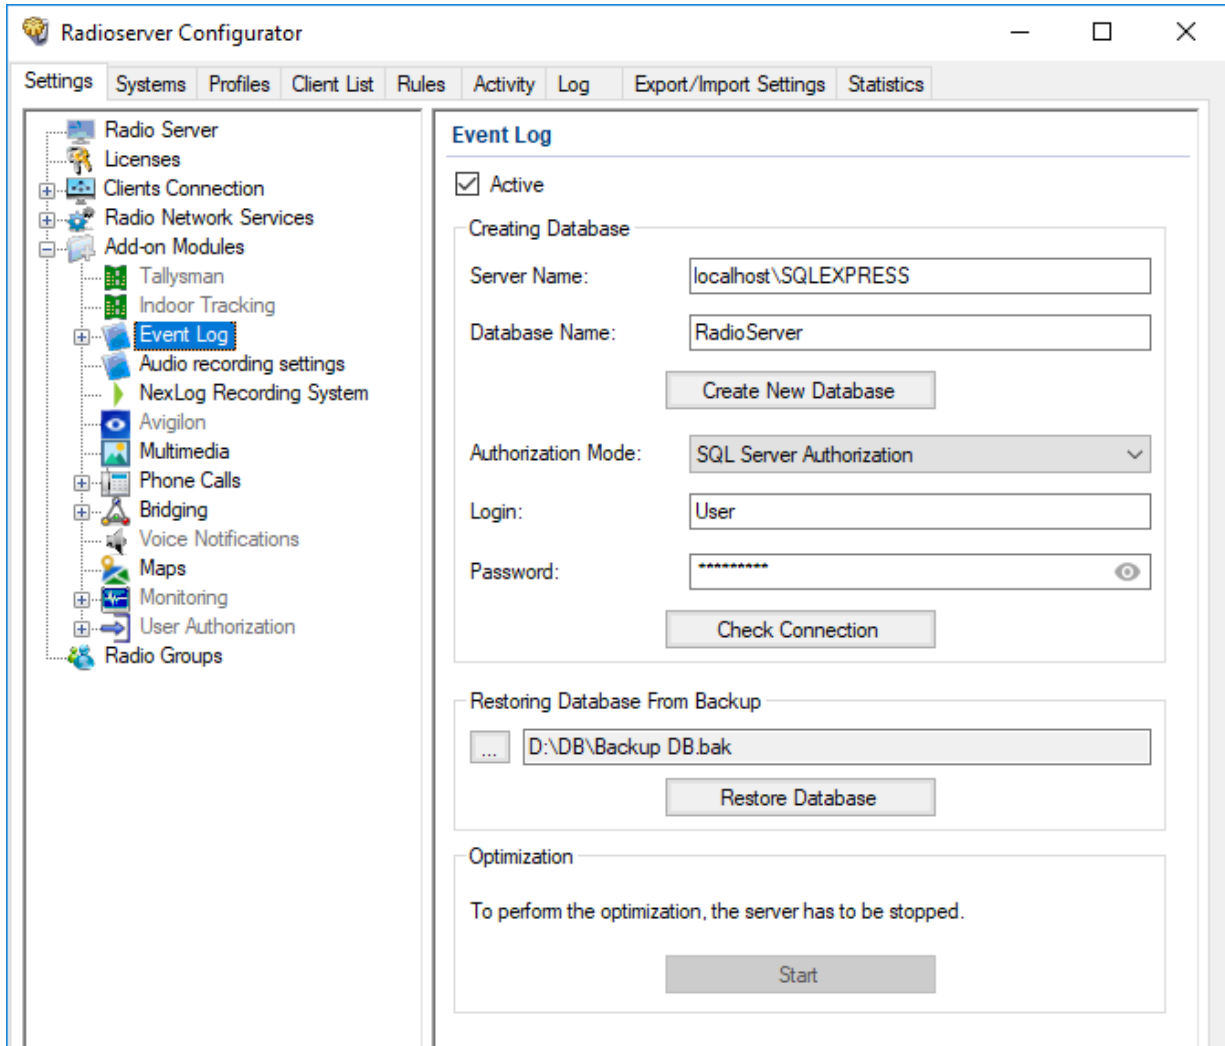 Radioserver Configurator
Settings Systems Profiles Client List Rules Activity Log Export/Import Settings Statistics
Radio Server
Licenses
Clients Connection
Radio Network Services
Add-on Modules
Tallysman
Indoor Tracking
Event Log
Audio recording settings
NexLog Recording System
Avigilon
Multimedia
Phone Calls
Bridging
Voice Notifications
Maps
Monitoring
User Authorization
Radio Groups
Event Log
Active
Creating Database
Server Name: localhost\SQLEXPRESS
Database Name: RadioServer
Create New Database
Authorization Mode: SQL Server Authorization
Login: User
Password: *********
Check Connection
Restoring Database From Backup
... D:\DB\Backup DB.bak
Restore Database
Optimization
To perform the optimization, the server has to be stopped.
Start